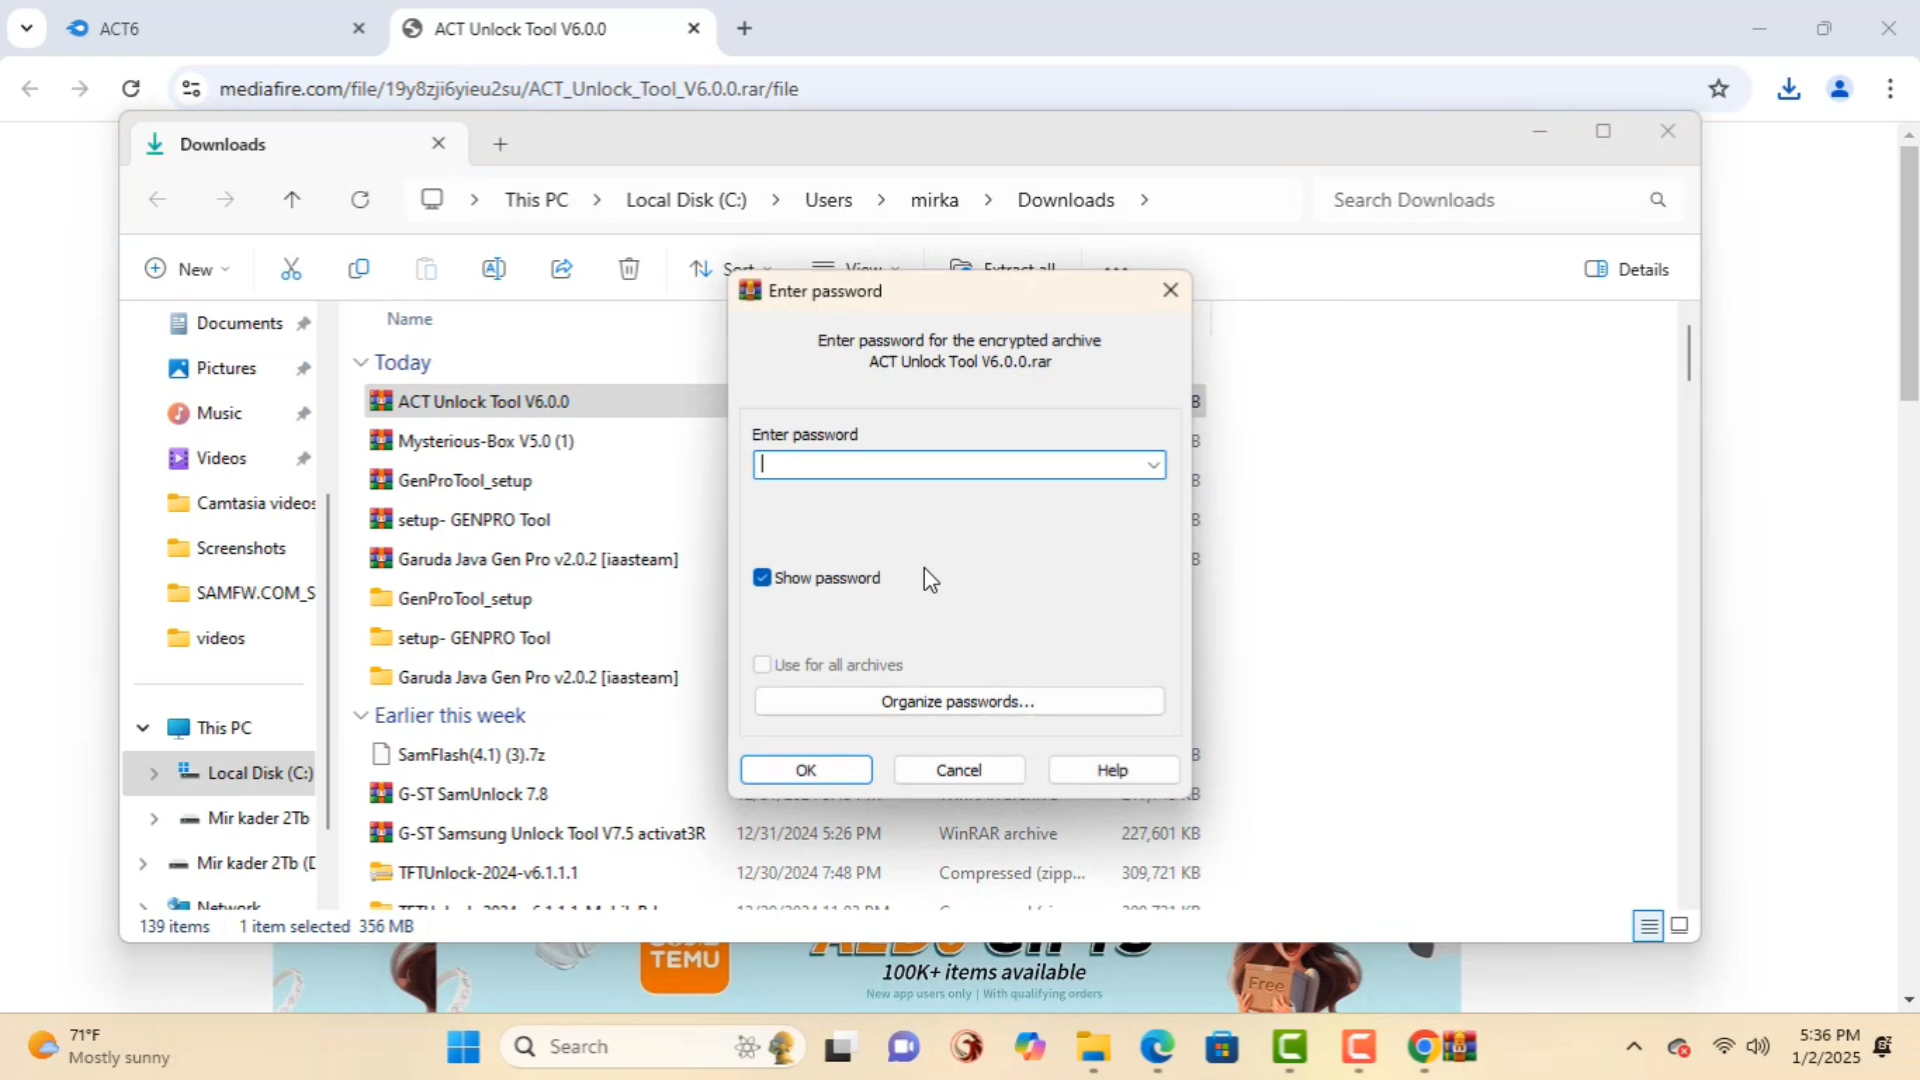 ACT6
ACT Unlock Tool V6.0.0
mediafire.com/file/19y8zji6yieu2su/ACT_Unlock_Tool_V6.0.0.rar/file
Downloads
This PC > Local Disk (C:) > Users > mirka > Downloads >
Search Downloads
New
Sort
View
Extract all
Details
Name
Documents
Pictures
Music
Videos
Camtasia videos
Screenshots
SAMFW.COM_S
videos
This PC
Local Disk (C:)
Mir kader 2Tb
Mir kader 2Tb (D
Network
Today
ACT Unlock Tool V6.0.0
Mysterious-Box V5.0 (1)
GenProTool_setup
setup- GENPRO Tool
Garuda Java Gen Pro v2.0.2 [iaasteam]
GenProTool_setup
setup- GENPRO Tool
Garuda Java Gen Pro v2.0.2 [iaasteam]
Earlier this week
SamFlash(4.1) (3).7z
G-ST SamUnlock 7.8
G-ST Samsung Unlock Tool V7.5 activat3R 12/31/2024 5:26 PM WinRAR archive 227,601 KB
TFTUnlock-2024-v6.1.1.1 12/30/2024 7:48 PM Compressed (zipp... 309,721 KB
Enter password
Enter password for the encrypted archive
ACT Unlock Tool V6.0.0.rar
Enter password
Show password
Use for all archives
Organize passwords...
OK
Cancel
Help
139 items
1 item selected 356 MB
TEMU
100K+ items available
New app users only | With qualifying orders
Free
71°F
Mostly sunny
Search
5:36 PM
1/2/2025